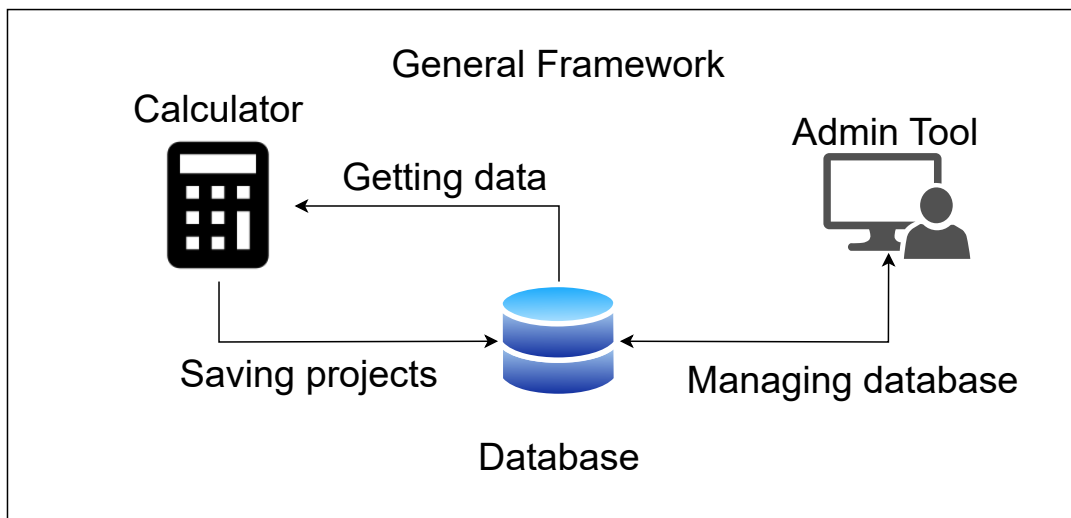 General Framework
Calculator
Admin Tool
Getting data
Saving projects
Managing database
Database